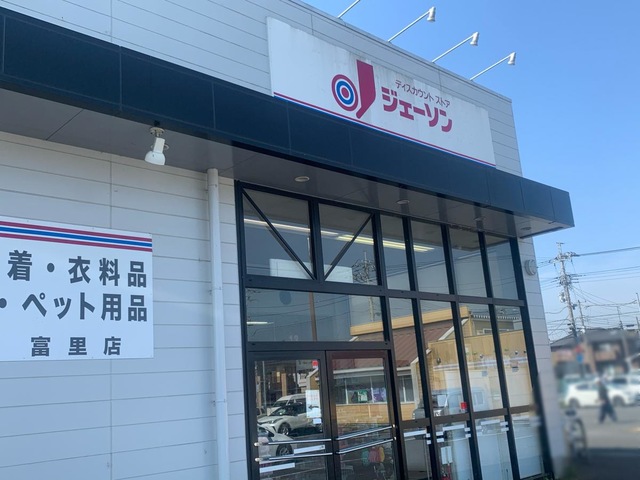 ディスカウント ストア
ジェーソン
着・衣料品
・ペット用品
富里店